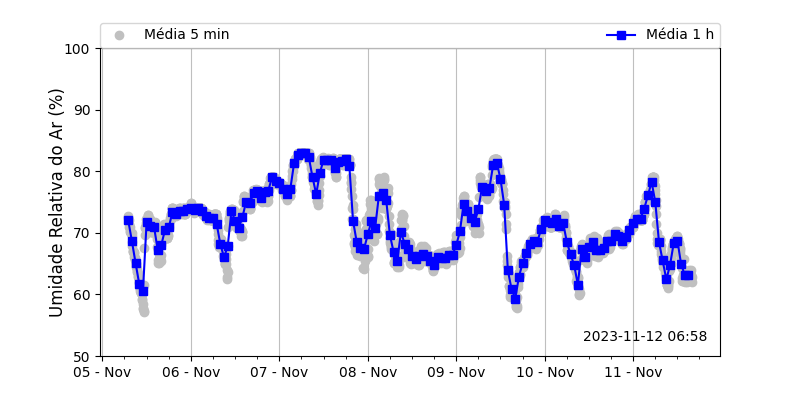 Média 5 min
Média 1 h
Umidade Relativa do Ar (%)
100
90
80
70
60
50
2023-11-12 06:58
05 - Nov
06 - Nov
07 - Nov
08 - Nov
09 - Nov
10 - Nov
11 - Nov